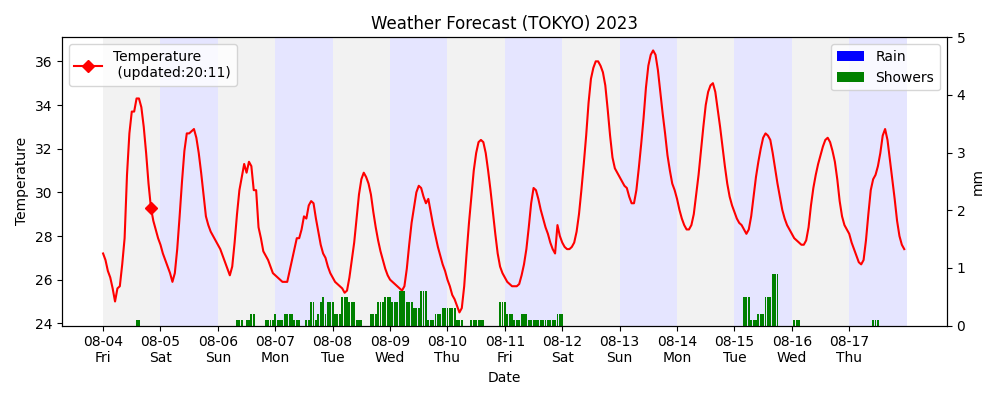 Weather Forecast (TOKYO) 2023
Temperature
(updated:20:11)
Rain
Showers
Temperature
36
34
32
30
28
26
24
5
4
3
2
1
0
mm
08-04 08-05 08-06 08-07 08-08 08-09 08-10 08-11 08-12 08-13 08-14 08-15 08-16 08-17
Fri Sat Sun Mon Tue Wed Thu Fri Sat Sun Mon Tue Wed Thu
Date